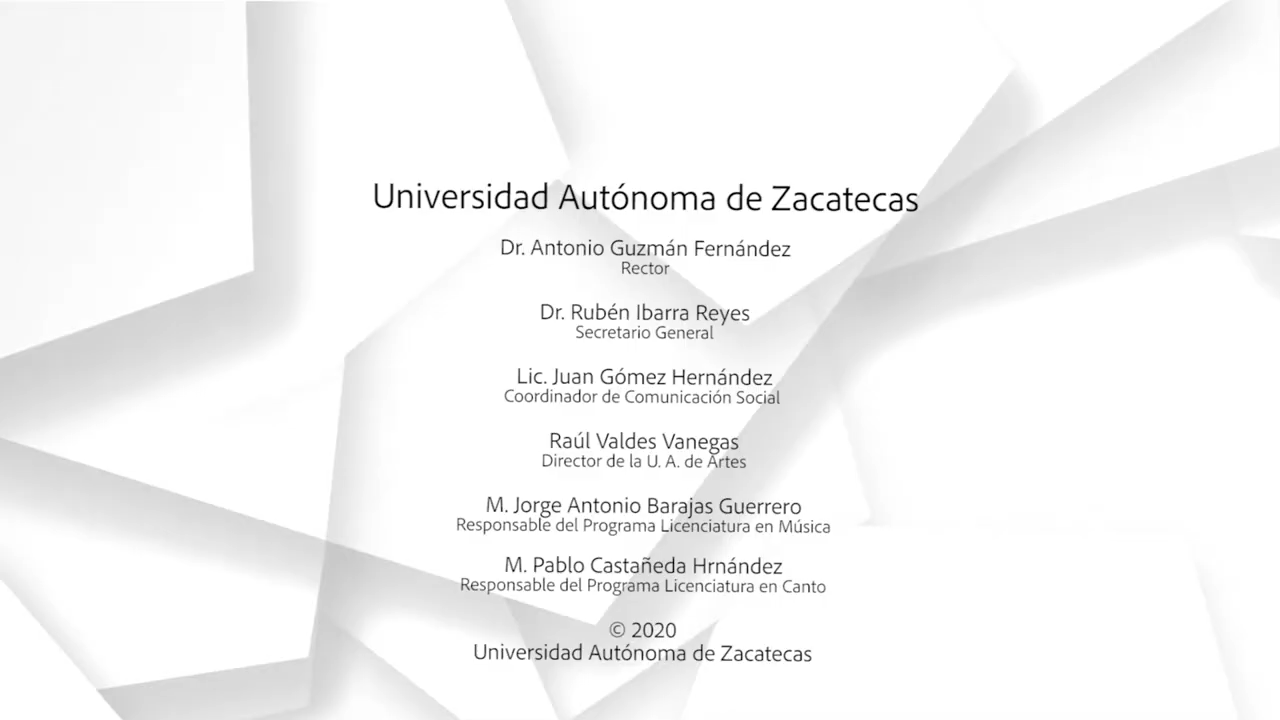 Universidad Autónoma de Zacatecas
Dr. Antonio Guzmán Fernández
Rector
Dr. Rubén Ibarra Reyes
Secretario General
Lic. Juan Gómez Hernández
Coordinador de Comunicación Social
Raúl Valdes Vanegas
Director de la U. A. de Artes
M. Jorge Antonio Barajas Guerrero
Responsable del Programa Licenciatura en Música
M. Pablo Castañeda Hrnández
Responsable del Programa Licenciatura en Canto
© 2020
Universidad Autónoma de Zacatecas